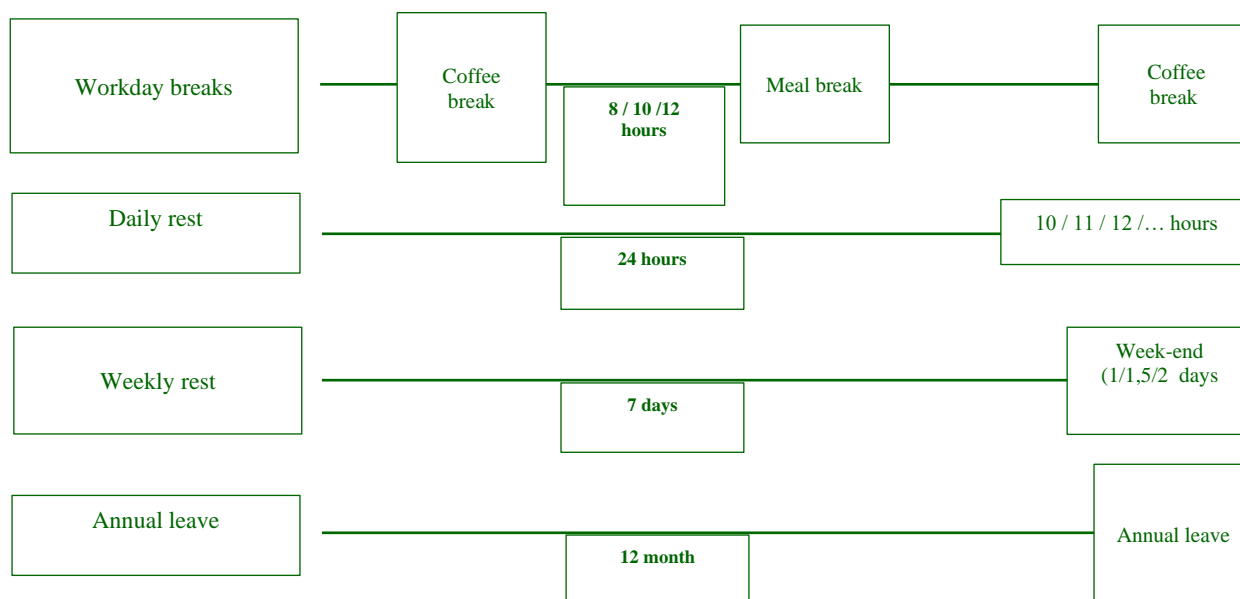 Workday breaks
Coffee
break
8 / 10 /12
hours
Meal break
Coffee
break
Daily rest
24 hours
10 / 11 / 12 /… hours
Weekly rest
7 days
Week-end
(1/1,5/2  days
Annual leave
12 month
Annual leave